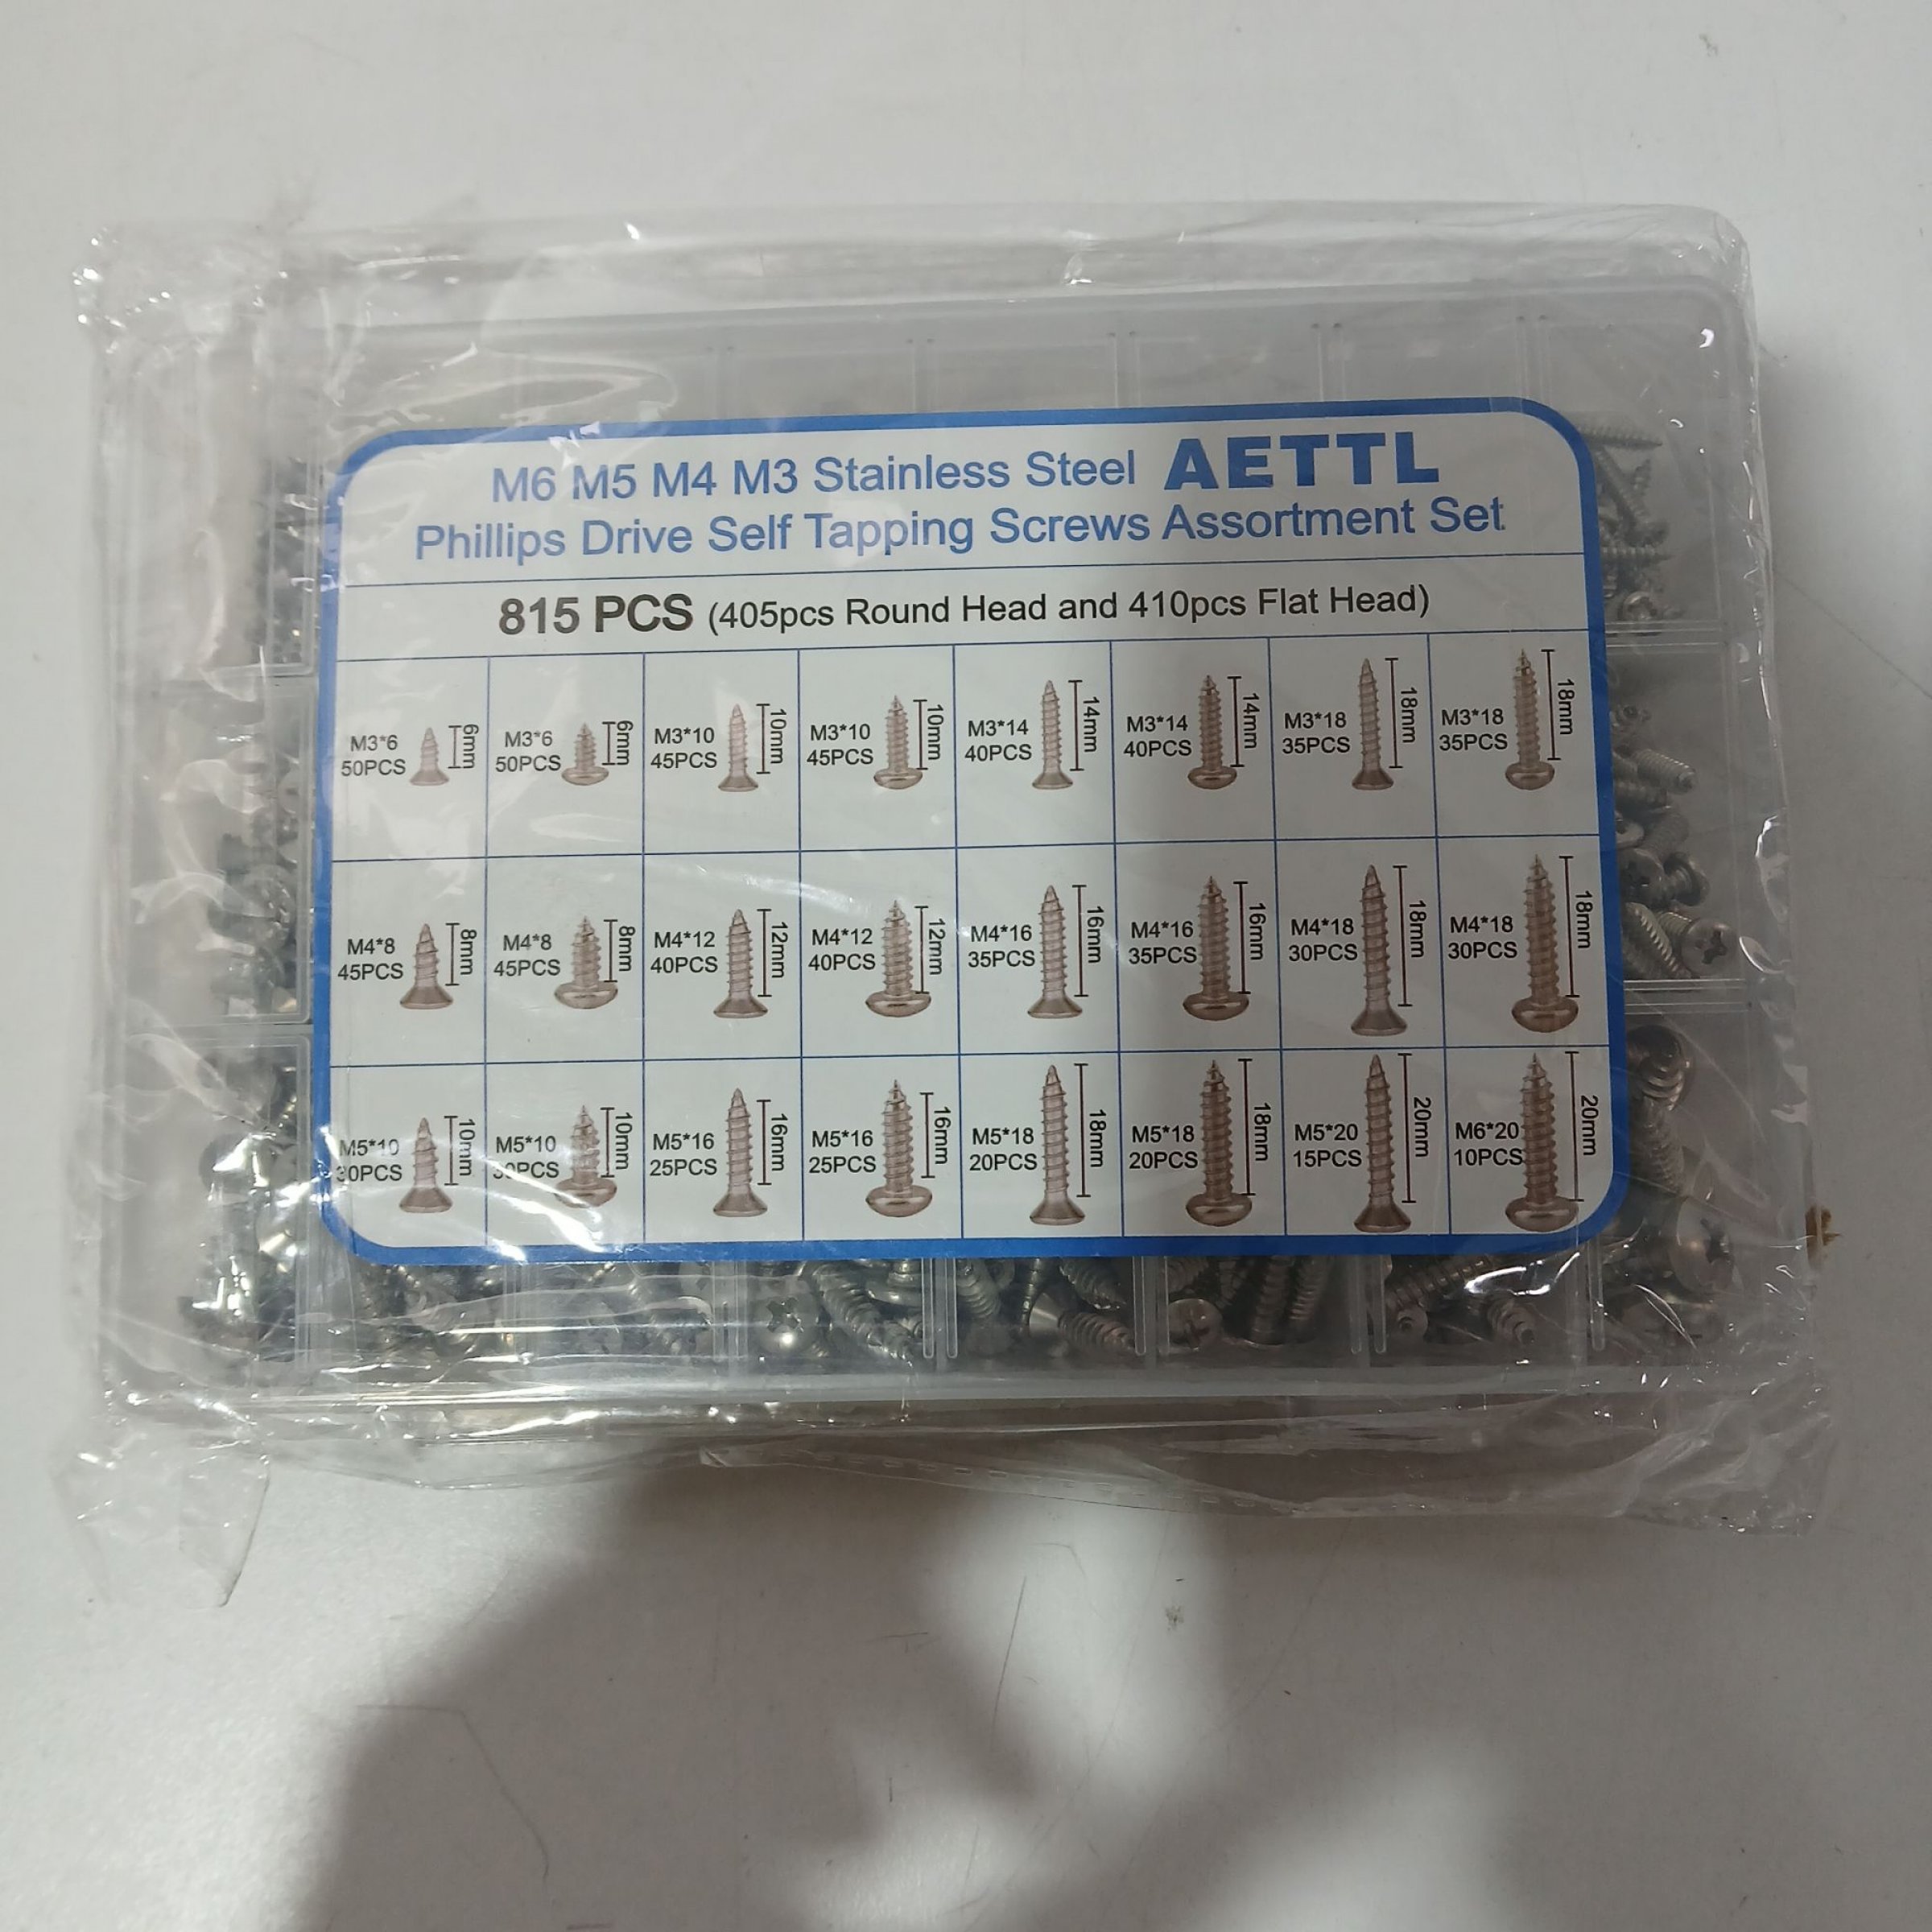 M6 M5 M4 M3 Stainless Steel AETTL
Phillips Drive Self Tapping Screws Assortment Set
815 PCS (405pcs Round Head and 410pcs Flat Head)
M3*6
50PCS
6mm
M3*6
50PCS
6mm
M3*10
45PCS
10mm
M3*10
45PCS
10mm
M3*14
40PCS
14mm
M3*14
40PCS
14mm
M3*18
35PCS
18mm
M3*18
35PCS
18mm
M4*8
45PCS
8mm
M4*8
45PCS
8mm
M4*12
40PCS
12mm
M4*12
40PCS
12mm
M4*16
35PCS
16mm
M4*16
35PCS
16mm
M4*18
30PCS
18mm
M4*18
30PCS
18mm
M5*10
30PCS
10mm
M5*10
30PCS
10mm
M5*16
25PCS
16mm
M5*16
25PCS
16mm
M5*18
20PCS
18mm
M5*18
20PCS
18mm
M5*20
15PCS
20mm
M6*20
10PCS
20mm